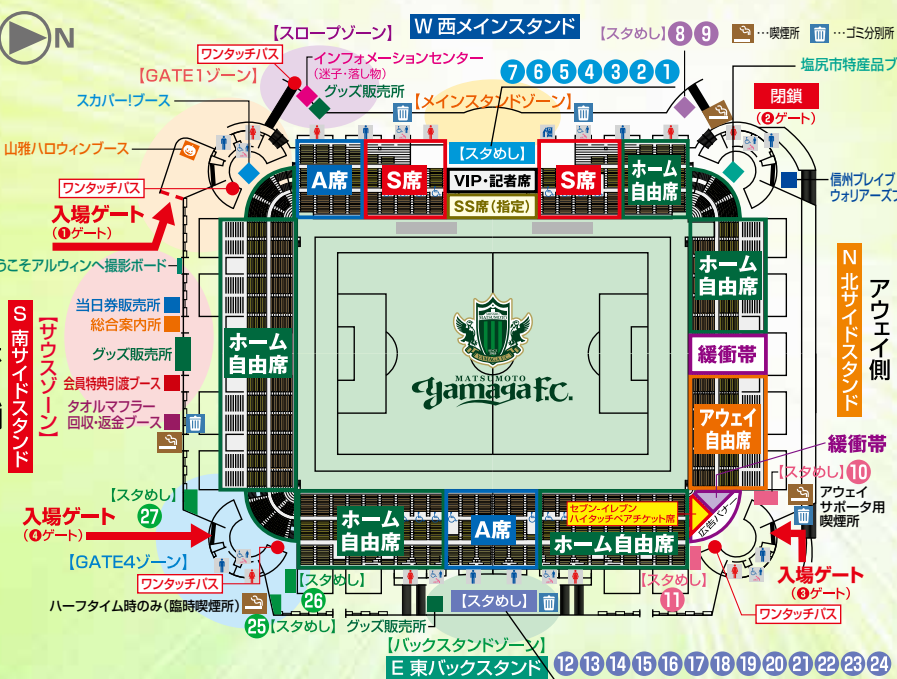 N
W 西メインスタンド
【スロープゾーン】
ワンタッチパス
インフォメーションセンター
(迷子・落し物)
グッズ販売所
【スタめし】8 9
…喫煙所
…ゴミ分別所
塩尻市特産品ブ
【GATE1ゾーン】
7 6 5 4 3 2 1
【メインスタンドゾーン】
閉鎖
(❷ゲート)
スカパー!ブース
山雅ハロウィンブース
ワンタッチパス
入場ゲート
(❶ゲート)
A席
S席
【スタめし】
VIP・記者席
SS席(指定)
S席
ホーム
自由席
信州ブレイブ
ウォリアーズブ
うこそアルウィンへ撮影ボード
当日券販売所
総合案内所
グッズ販売所
会員特典引渡ブース
タオルマフラー
回収・返金ブース
【サウスゾーン】
S 南サイドスタンド
ホーム
自由席
MATSUMOTO
yamaga F.C.
ホーム
自由席
緩衝帯
アウェイ
自由席
N 北サイドスタンド
アウェイ側
緩衝帯
【スタめし】10
アウェイ
サポータ用
喫煙所
広告バナー
【スタめし】
27
入場ゲート
(❹ゲート)
【GATE4ゾーン】
ワンタッチパス
ハーフタイム時のみ(臨時喫煙所)
ホーム
自由席
A席
セブン-イレブン
ハイタッチペアチケット席
ホーム自由席
【スタめし】
26
25【スタめし】
グッズ販売所
【スタめし】
【スタめし】
11
入場ゲート
(❸ゲート)
ワンタッチパス
【バックスタンドゾーン】
E 東バックスタンド
12 13 14 15 16 17 18 19 20 21 22 23 24